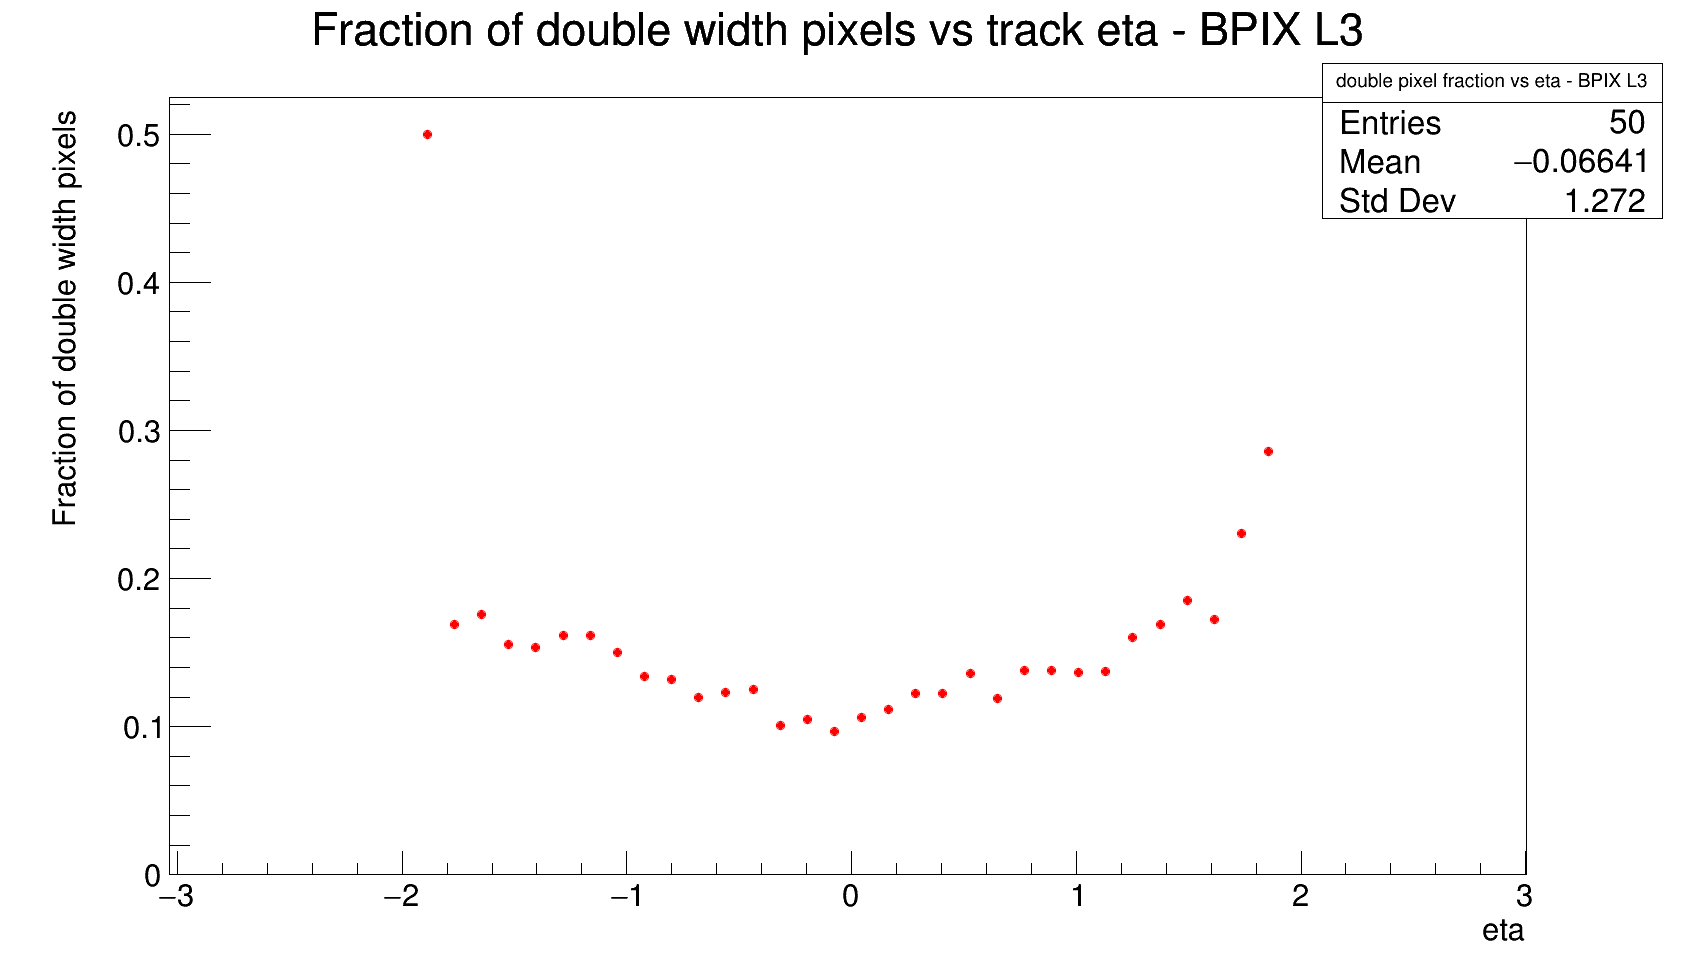 Fraction of double width pixels vs track eta - BPIX L3
double pixel fraction vs eta - BPIX L3
Entries 50
Mean −0.06641
Std Dev 1.272
Fraction of double width pixels
0.5
0.4
0.3
0.2
0.1
0
−3 −2 −1 0 1 2 3
eta